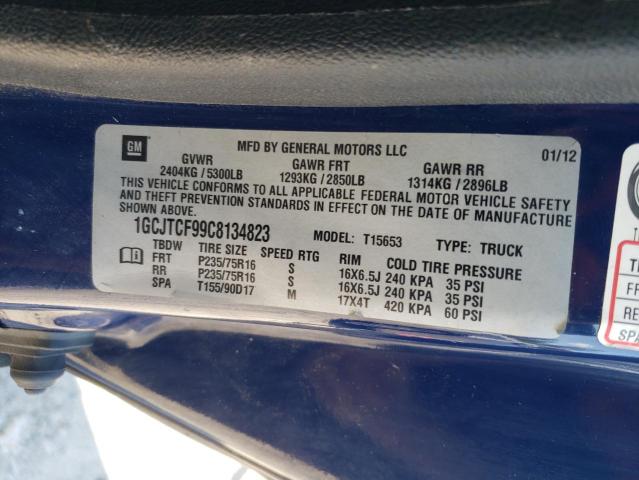 GM
MFD BY GENERAL MOTORS LLC 01/12
GVWR GAWR FRT GAWR RR
2404KG / 5300LB 1293KG / 2850LB 1314KG / 2896LB
THIS VEHICLE CONFORMS TO ALL APPLICABLE FEDERAL MOTOR VEHICLE SAFETY
AND THEFT PREVENTION STANDARDS IN EFFECT ON THE DATE OF MANUFACTURE
SHOWN ABOVE.
1GCJTCF99C8134823 MODEL: T15653 TYPE: TRUCK
TBDW TIRE SIZE SPEED RTG RIM COLD TIRE PRESSURE
FRT P235/75R16 S 16X6.5J 240 KPA 35 PSI
RR P235/75R16 S 16X6.5J 240 KPA 35 PSI
SPA T155/90D17 M 17X4T 420 KPA 60 PSI